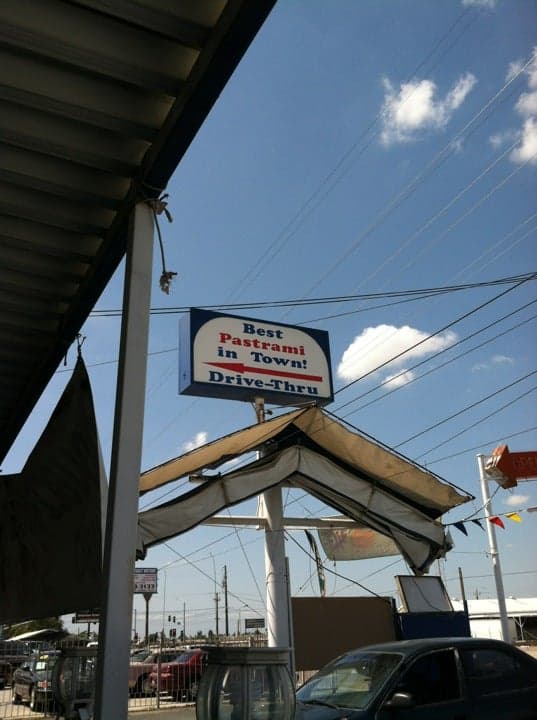 Best
Pastrami
in Town!
Drive-Thru